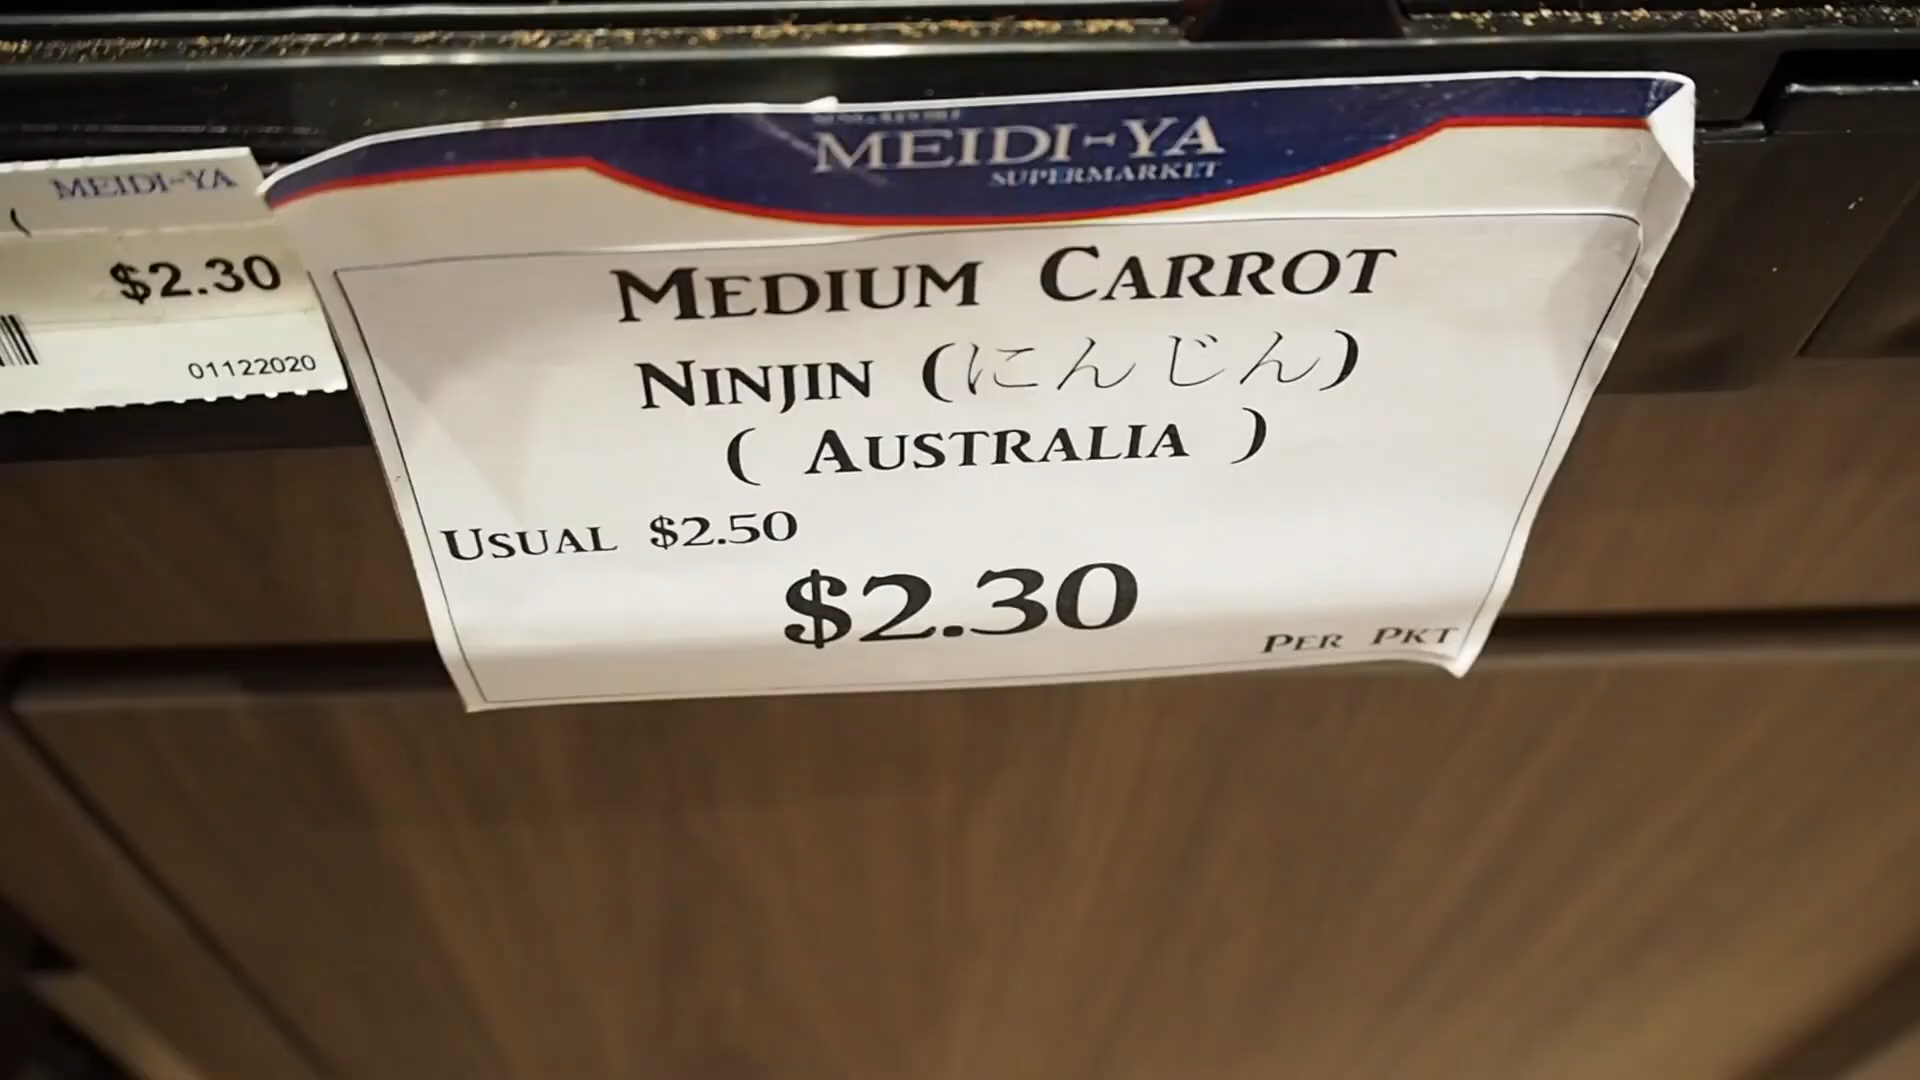 MEIDI-YA
$2.30
01122020
MEIDI-YA
SUPERMARKET
MEDIUM CARROT
NINJIN (にんじん)
( AUSTRALIA )
USUAL $2.50
$2.30
PER PKT